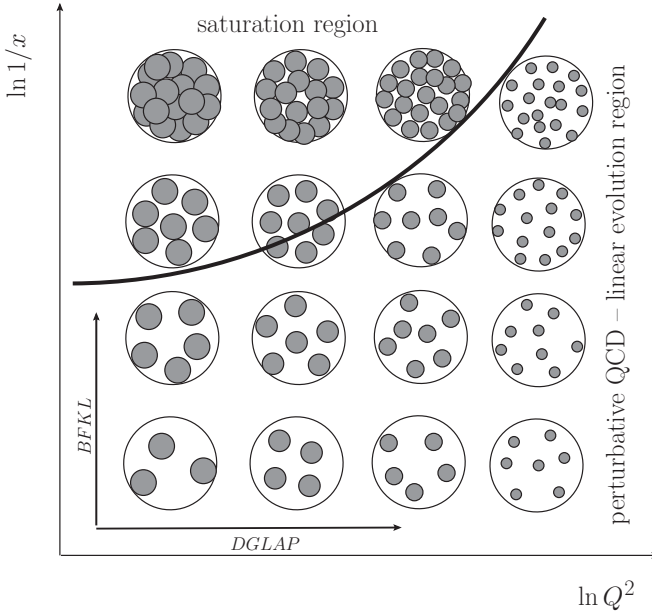 saturation region
ln 1/x
perturbative QCD – linear evolution region
BFKL
DGLAP
ln Q²